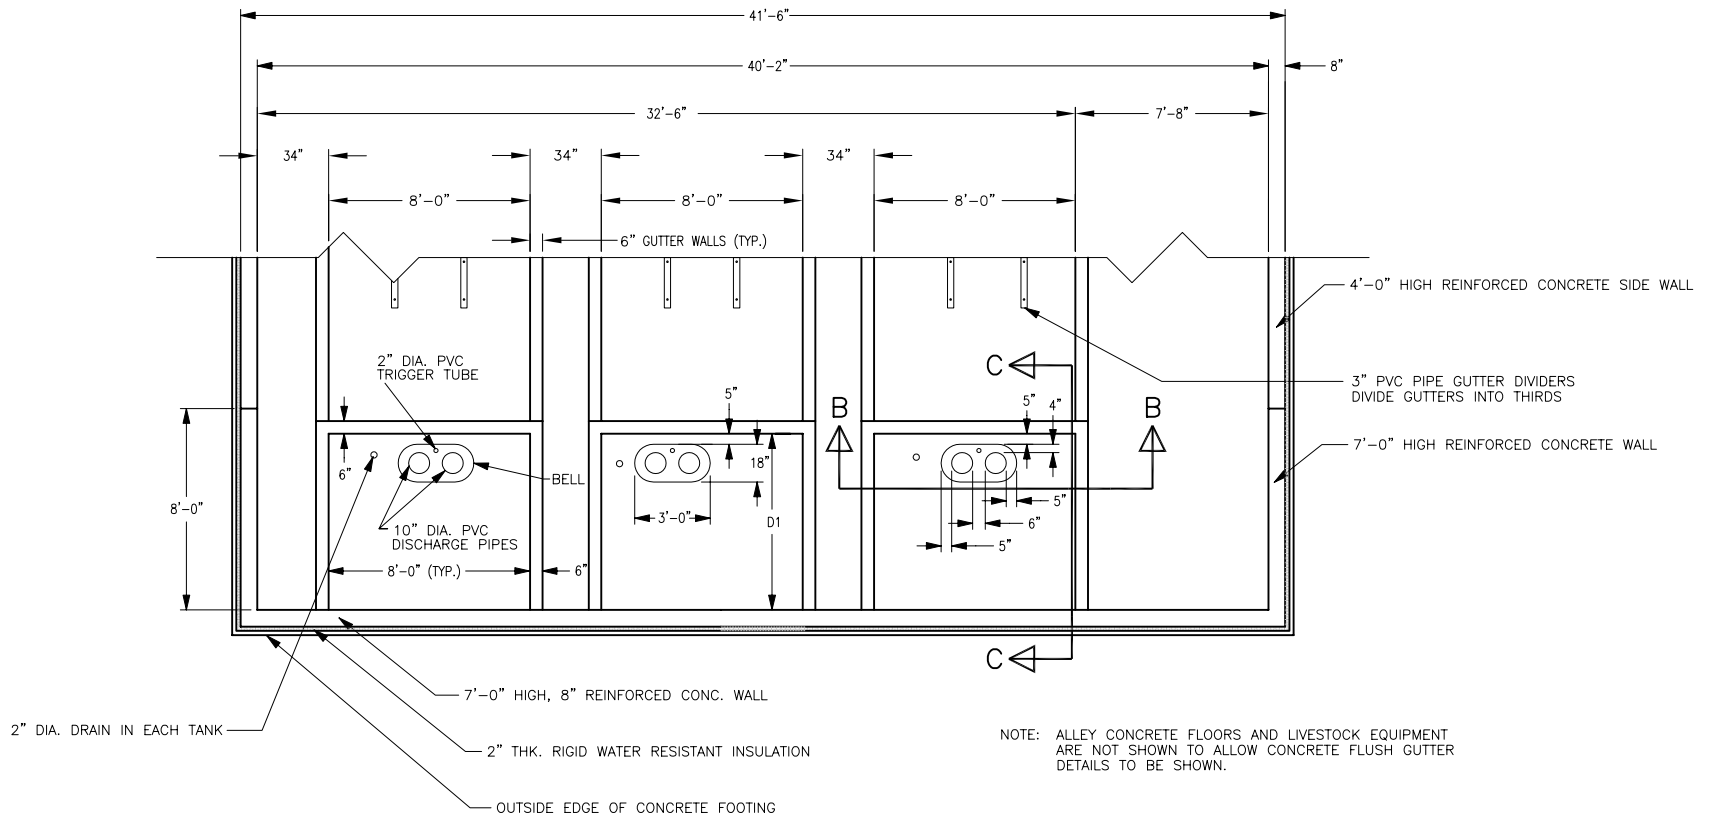 41'-6"
40'-2"
8"
32'-6"
7'-8"
34"
34"
34"
8'-0"
8'-0"
8'-0"
6" GUTTER WALLS (TYP.)
4'-0" HIGH REINFORCED CONCRETE SIDE WALL
2" DIA. PVC
TRIGGER TUBE
C
3" PVC PIPE GUTTER DIVIDERS
DIVIDE GUTTERS INTO THIRDS
5"
5"
4"
B
B
7'-0" HIGH REINFORCED CONCRETE WALL
6"
18"
BELL
8'-0"
3'-0"
D1
5"
6"
5"
10" DIA. PVC
DISCHARGE PIPES
8'-0" (TYP.)
6"
C
7'-0" HIGH, 8" REINFORCED CONC. WALL
2" DIA. DRAIN IN EACH TANK
2" THK. RIGID WATER RESISTANT INSULATION
OUTSIDE EDGE OF CONCRETE FOOTING
NOTE: ALLEY CONCRETE FLOORS AND LIVESTOCK EQUIPMENT
ARE NOT SHOWN TO ALLOW CONCRETE FLUSH GUTTER
DETAILS TO BE SHOWN.